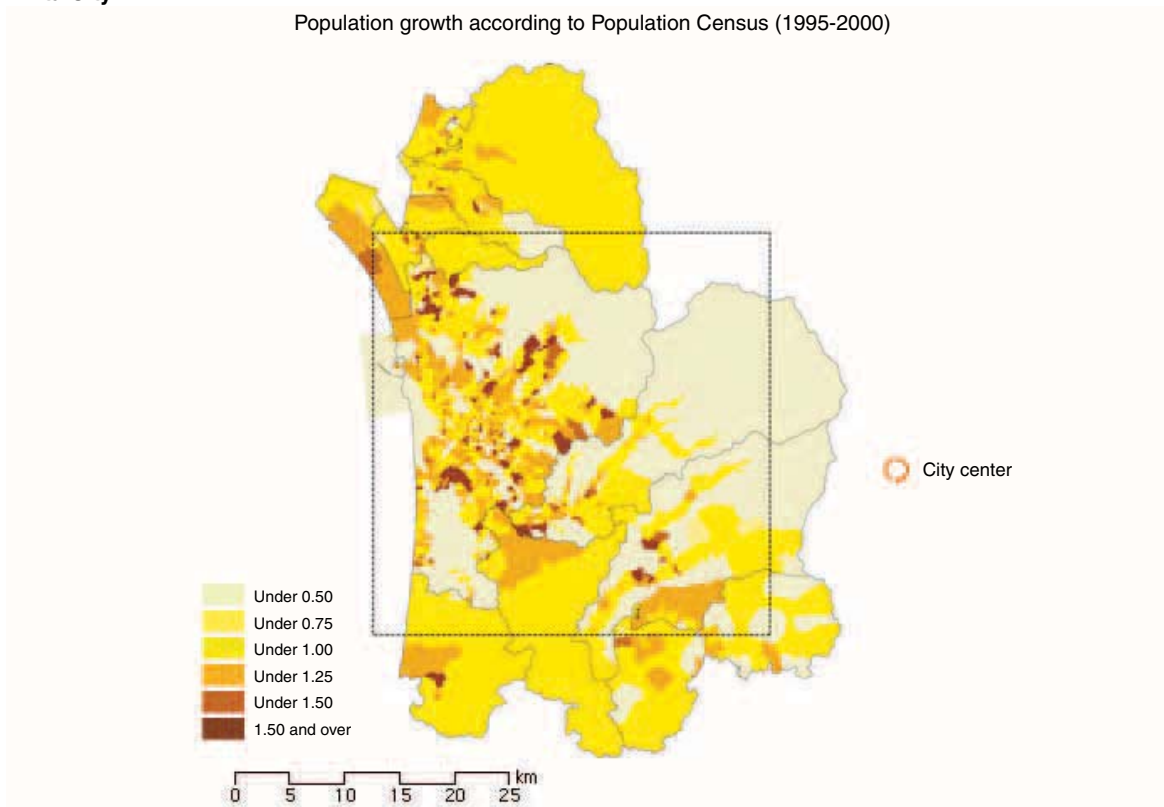 Population growth according to Population Census (1995-2000)
City center
Under 0.50
Under 0.75
Under 1.00
Under 1.25
Under 1.50
1.50 and over
km
0 5 10 15 20 25